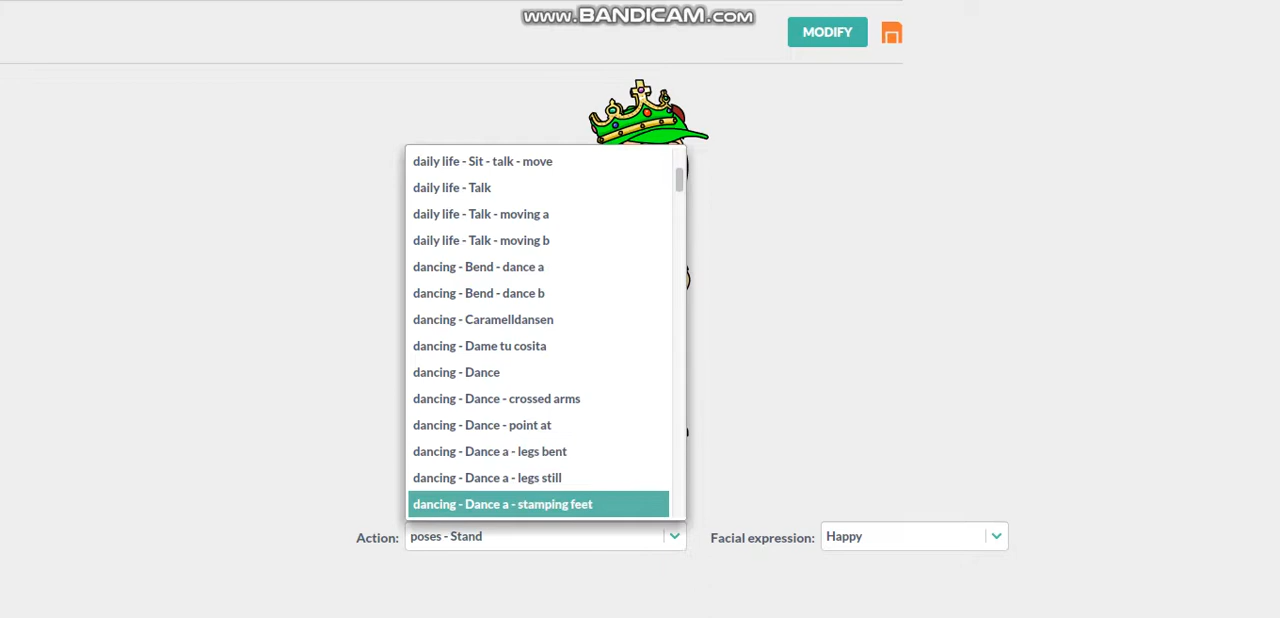 www.BANDICAM.com
MODIFY
daily life - Sit - talk - move
daily life - Talk
daily life - Talk - moving a
daily life - Talk - moving b
dancing - Bend - dance a
dancing - Bend - dance b
dancing - Caramelldansen
dancing - Dame tu cosita
dancing - Dance
dancing - Dance - crossed arms
dancing - Dance - point at
dancing - Dance a - legs bent
dancing - Dance a - legs still
dancing - Dance a - stamping feet
Action: poses - Stand Facial expression: Happy